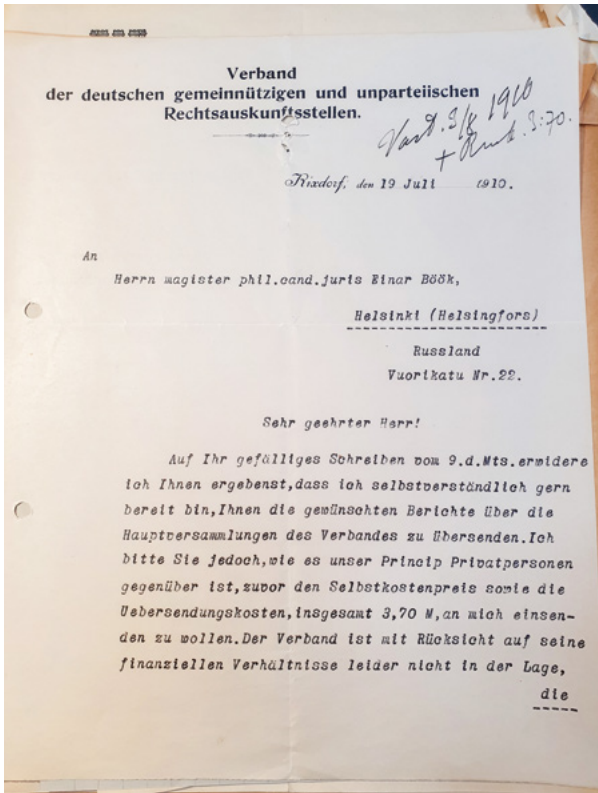 Verband
der deutschen gemeinnützigen und unparteiischen
Rechtsauskunftsstellen.
3/8 1910
+ 3:70.
Rixdorf, den 19 Juli 1910.
An
Herrn magister phil.cand.juris Einar Böök,
Helsinki (Helsingfors)
Russland
Vuorikatu Nr.22.
Sehr geehrter Herr!
Auf Ihr gefälliges Schreiben vom 9.d.Mts.erwidere
ich Ihnen ergebenst,dass ich selbstverständlich gern
bereit bin,Ihnen die gewünschten Berichte über die
Hauptversammlungen des Verbandes zu übersenden.Ich
bitte Sie jedoch,wie es unser Princip Privatpersonen
gegenüber ist,zuvor den Selbstkostenpreis sowie die
Uebersendungskosten,insgesamt 3,70 M,an mich einsen-
den zu wollen.Der Verband ist mit Rücksicht auf seine
finanziellen Verhältnisse leider nicht in der Lage,
die